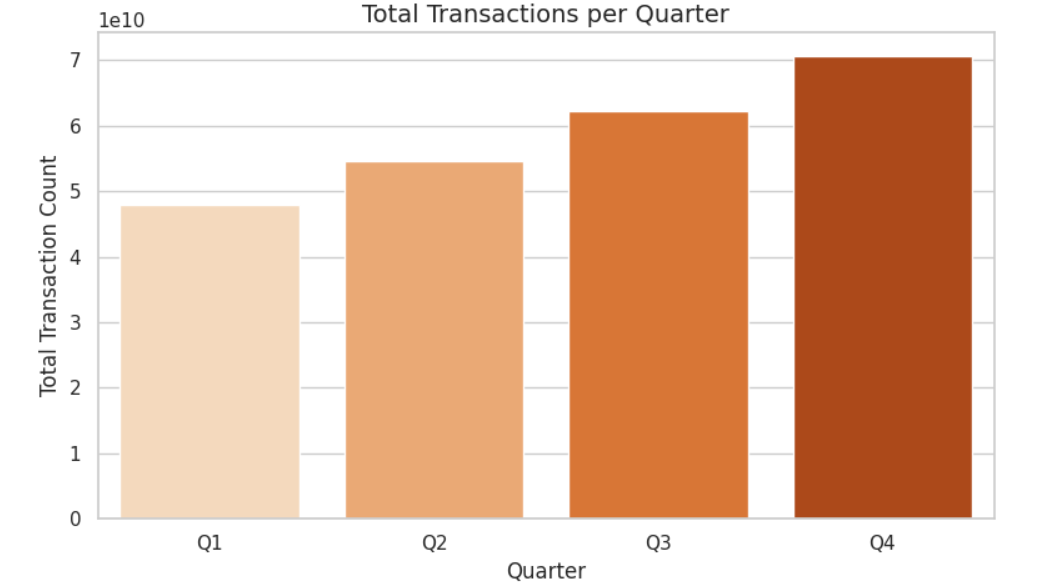 Total Transactions per Quarter
1e10
7
6
5
4
3
2
1
0
Total Transaction Count
Q1 Q2 Q3 Q4
Quarter